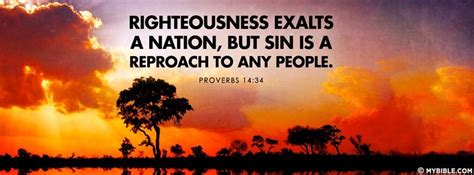 RIGHTEOUSNESS EXALTS
A NATION, BUT SIN IS A
REPROACH TO ANY PEOPLE.
PROVERBS 14:34
© MYBIBLE.COM